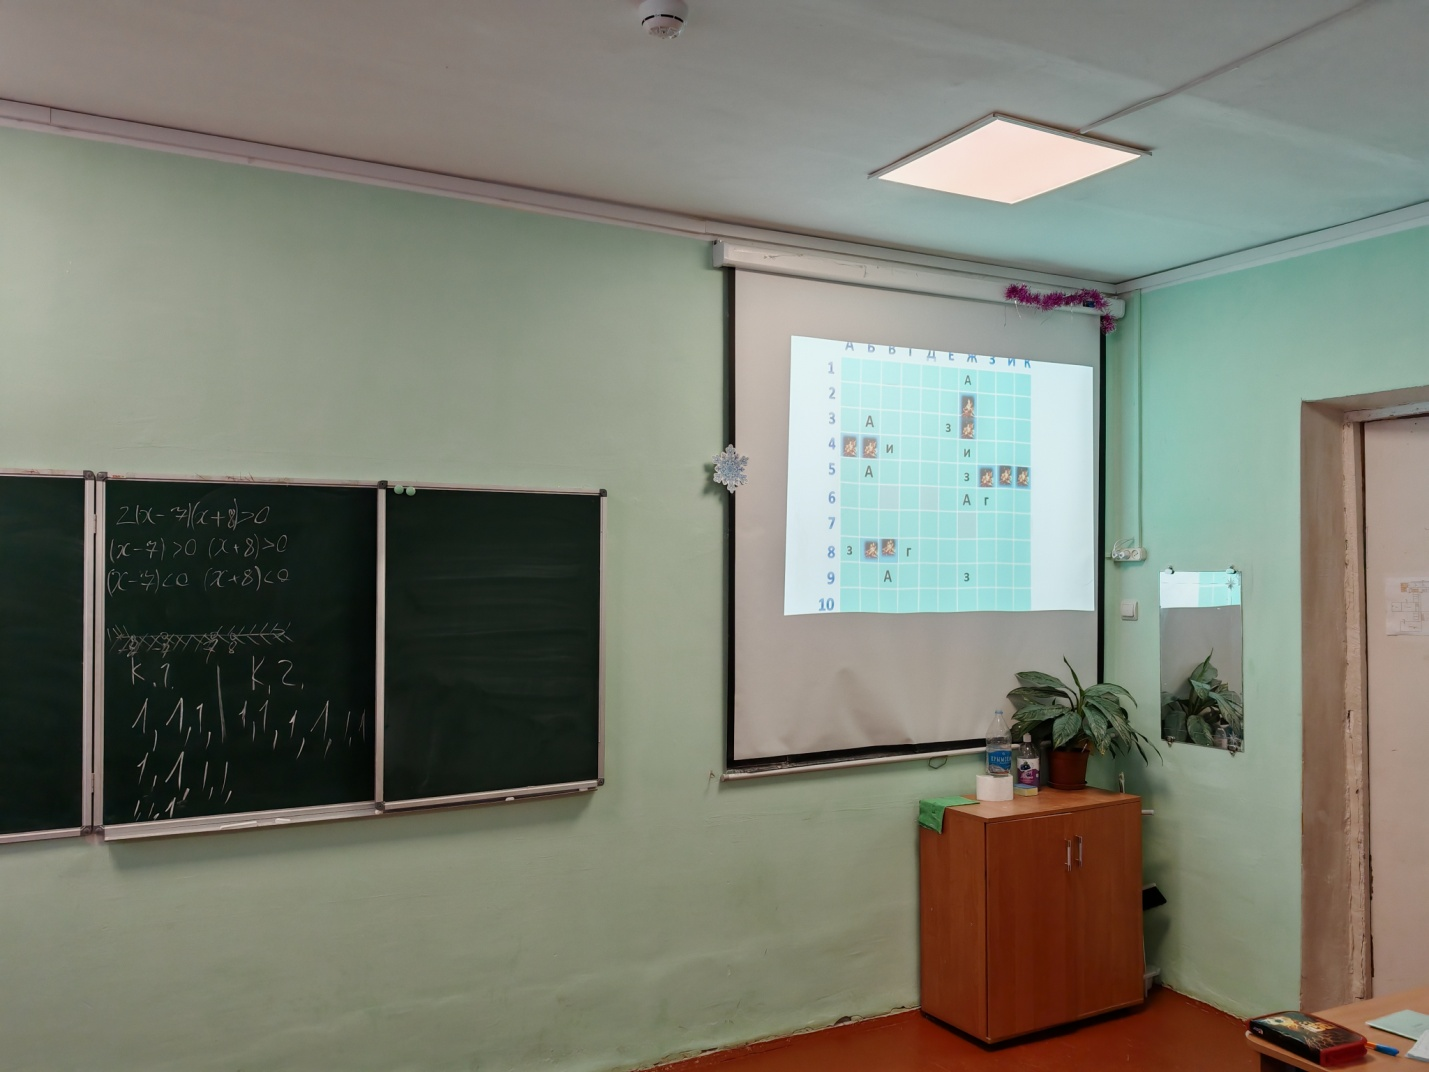 2(x-7)(x+8)>0
(x-7)>0 (x+8)>0
(x-7)<0 (x+8)<0
К.1. К.2.
1, 1, 1, | 1, 1, 1, 1, 1, 1
1, 1, 1, 1,
А Б В Г Д Е Ж З И К
1 А
2
3 А З
4 И И
5 А З
6 А Г
7
8 З Г
9 А З
10